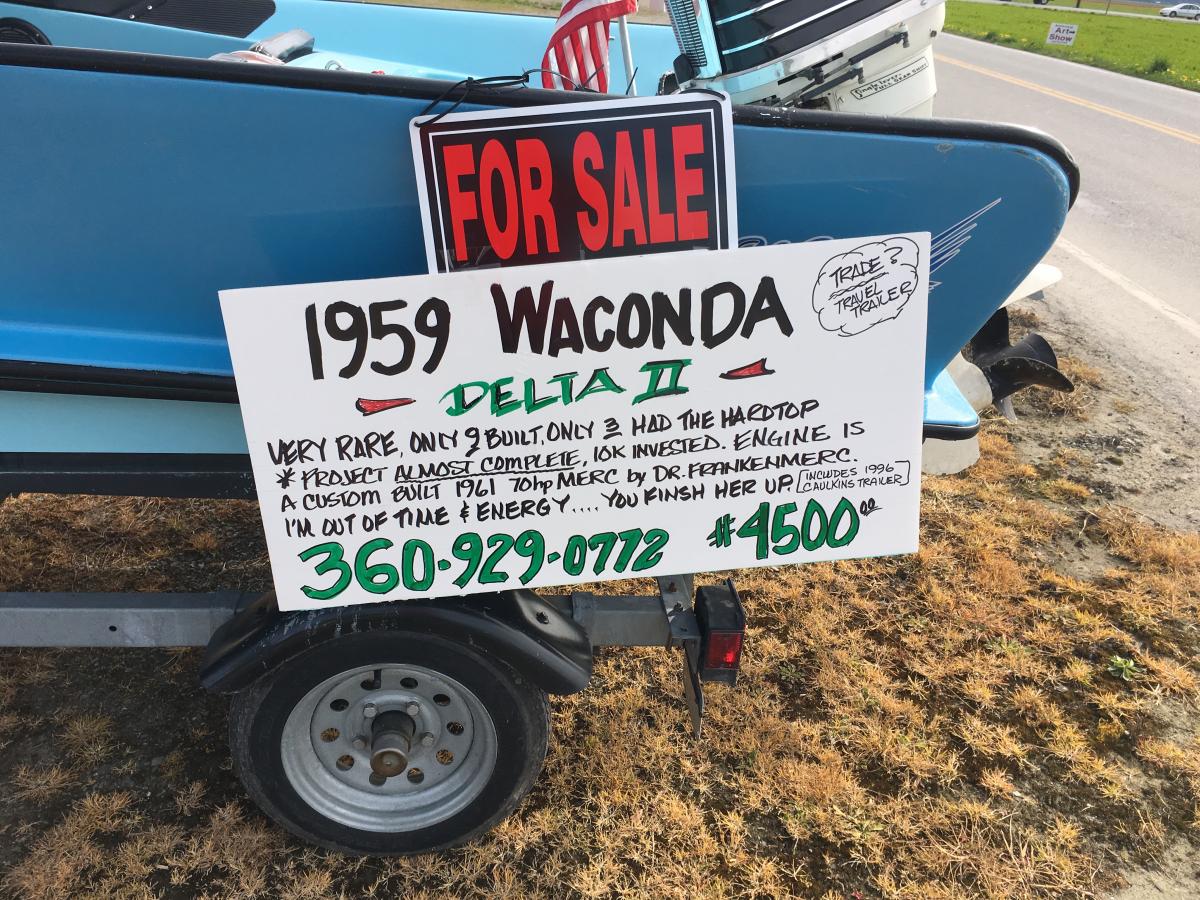 Art
Show
FOR SALE
1959 WACONDA
TRADE?
TRAVEL
TRAILER
DELTA II
VERY RARE, ONLY 9 BUILT, ONLY 3 HAD THE HARDTOP
* PROJECT ALMOST COMPLETE, 10K INVESTED. ENGINE IS
A CUSTOM BUILT 1961 70hp MERC by DR. FRANKENMERC.
I'M OUT OF TIME & ENERGY.... YOU FINSH HER UP. [INCLUDES 1996
CAULKINS TRAILER]
360-929-0772 #4500.00